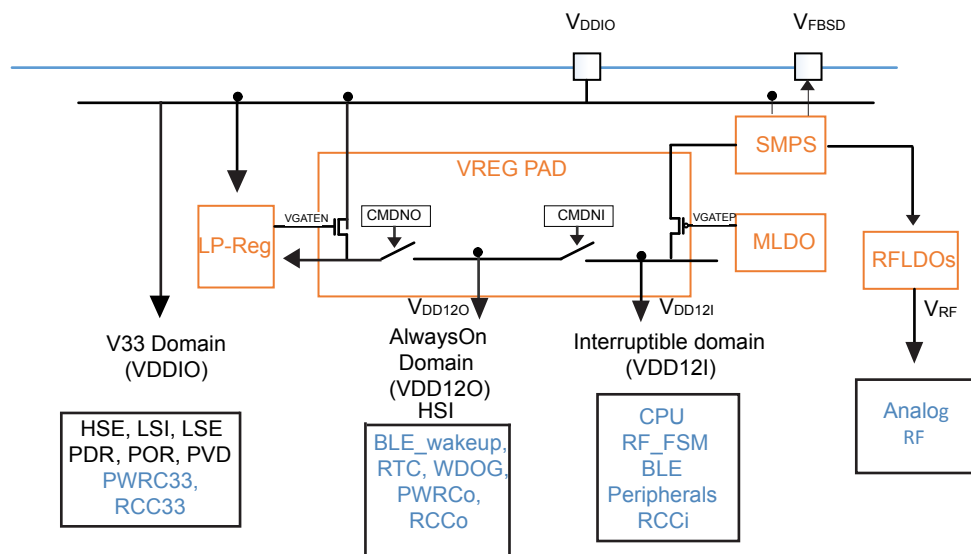 VDDIO
VFBSD
SMPS
VREG PAD
CMDNO
CMDNI
VGATEN
VGATEP
LP-Reg
MLDO
RFLDOs
VDD12O
VDD12I
VRF
V33 Domain
(VDDIO)
AlwaysOn
Domain
(VDD12O)
HSI
Interruptible domain
(VDD12I)
HSE, LSI, LSE
PDR, POR, PVD
PWRC33,
RCC33
BLE_wakeup,
RTC, WDOG,
PWRCo,
RCCo
CPU
RF_FSM
BLE
Peripherals
RCCi
Analog
RF